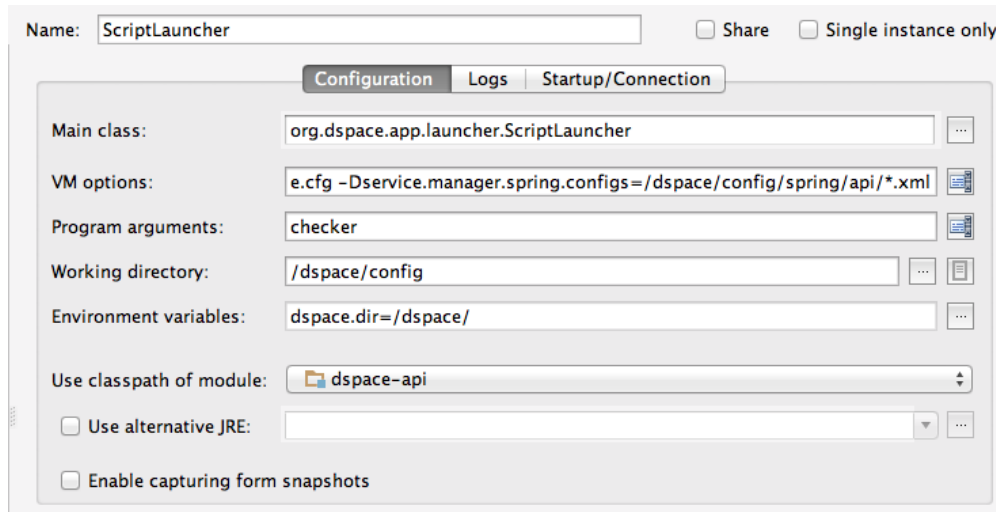 Name: ScriptLauncher Share Single instance only
Configuration Logs Startup/Connection
Main class: org.dspace.app.launcher.ScriptLauncher ...
VM options: e.cfg -Dservice.manager.spring.configs=/dspace/config/spring/api/*.xml
Program arguments: checker
Working directory: /dspace/config ...
Environment variables: dspace.dir=/dspace/ ...
Use classpath of module: dspace-api
Use alternative JRE: ...
Enable capturing form snapshots